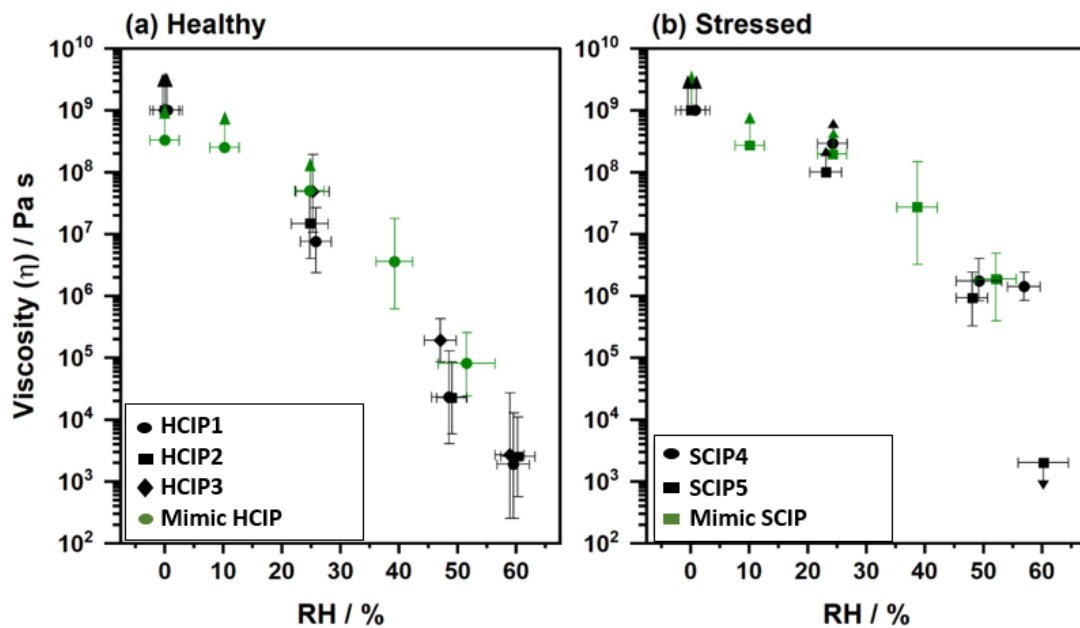 (a) Healthy
(b) Stressed
Viscosity (η) / Pa s
10¹⁰
10⁹
10⁸
10⁷
10⁶
10⁵
10⁴
10³
10²
HCIP1
HCIP2
HCIP3
Mimic HCIP
0 10 20 30 40 50 60
RH / %
10¹⁰
10⁹
10⁸
10⁷
10⁶
10⁵
10⁴
10³
10²
SCIP4
SCIP5
Mimic SCIP
0 10 20 30 40 50 60
RH / %